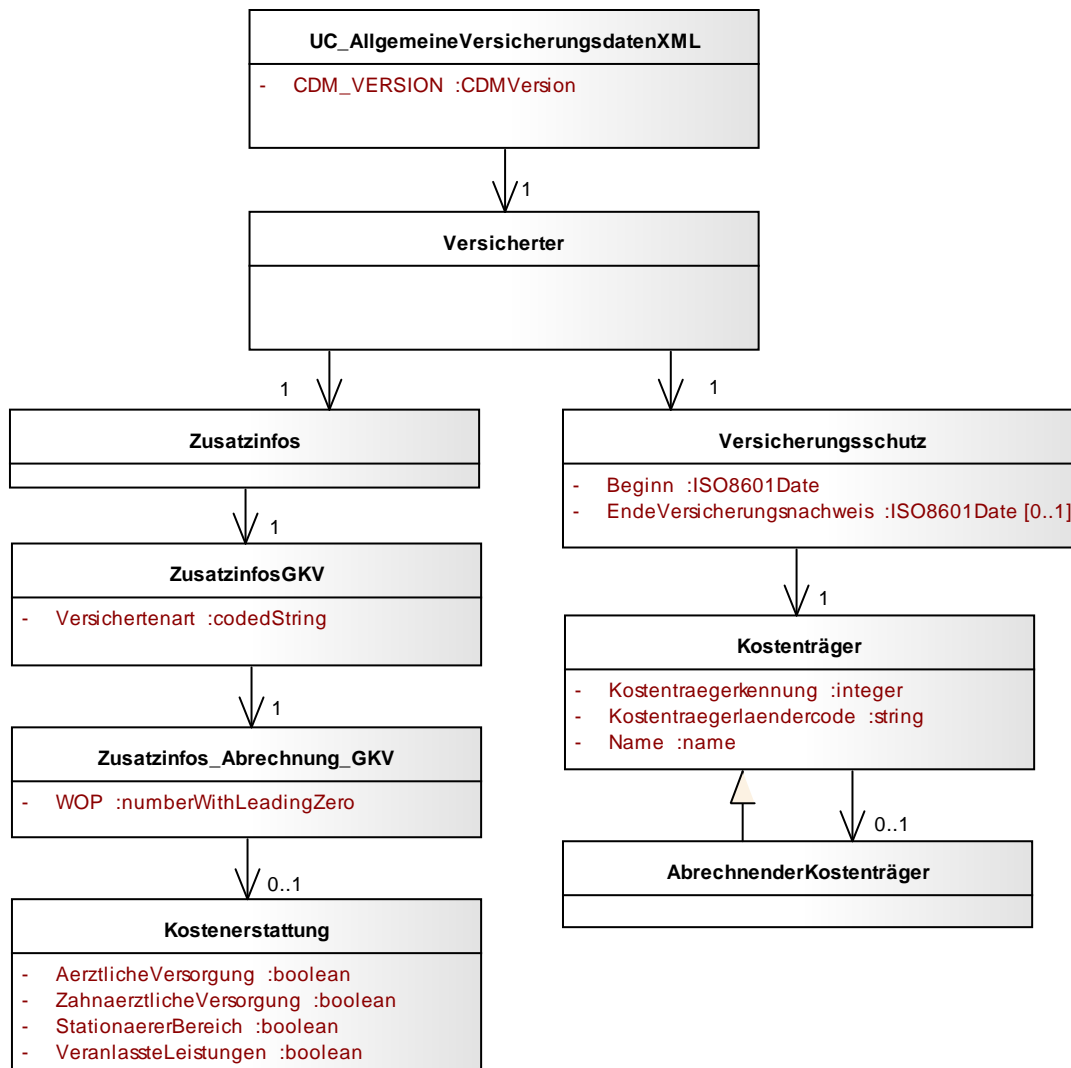 UC_AllgemeineVersicherungsdatenXML
- CDM_VERSION :CDMVersion
1
Versicherter
1
1
Zusatzinfos
1
ZusatzinfosGKV
- Versichertenart :codedString
1
Zusatzinfos_Abrechnung_GKV
- WOP :numberWithLeadingZero
0..1
Kostenerstattung
- AerztlicheVersorgung :boolean
- ZahnaerztlicheVersorgung :boolean
- StationaererBereich :boolean
- VeranlassteLeistungen :boolean
Versicherungsschutz
- Beginn :ISO8601Date
- EndeVersicherungsnachweis :ISO8601Date [0..1]
1
Kostenträger
- Kostentraegerkennung :integer
- Kostentraegerlaendercode :string
- Name :name
0..1
AbrechnenderKostenträger